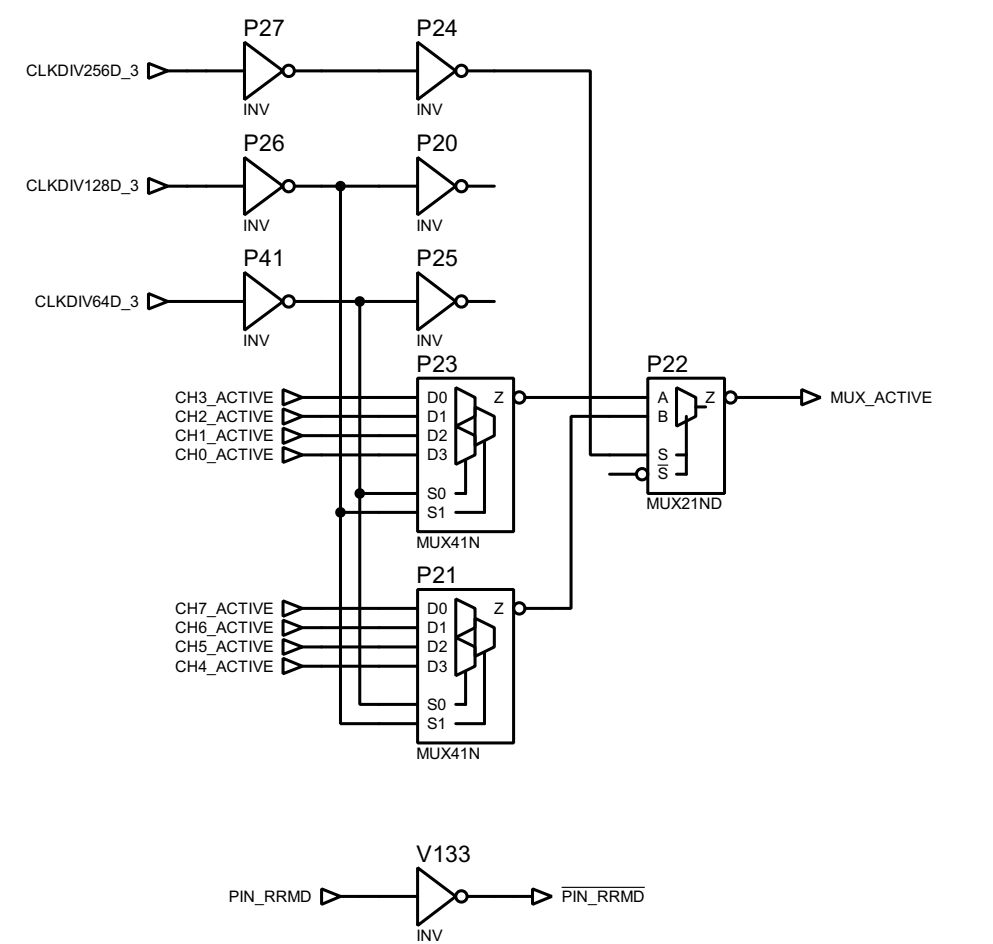 P27 P24
CLKDIV256D_3
INV INV
P26 P20
CLKDIV128D_3
INV INV
P41 P25
CLKDIV64D_3
INV INV
P23 P22
CH3_ACTIVE D0 Z A Z MUX_ACTIVE
CH2_ACTIVE D1 B
CH1_ACTIVE D2
CH0_ACTIVE D3 S
S̅
S0
MUX21ND
S1
MUX41N
P21
CH7_ACTIVE D0 Z
CH6_ACTIVE D1
CH5_ACTIVE D2
CH4_ACTIVE D3
S0
S1
MUX41N
V133
PIN_RRMD P̅I̅N̅_̅R̅R̅M̅D̅
INV